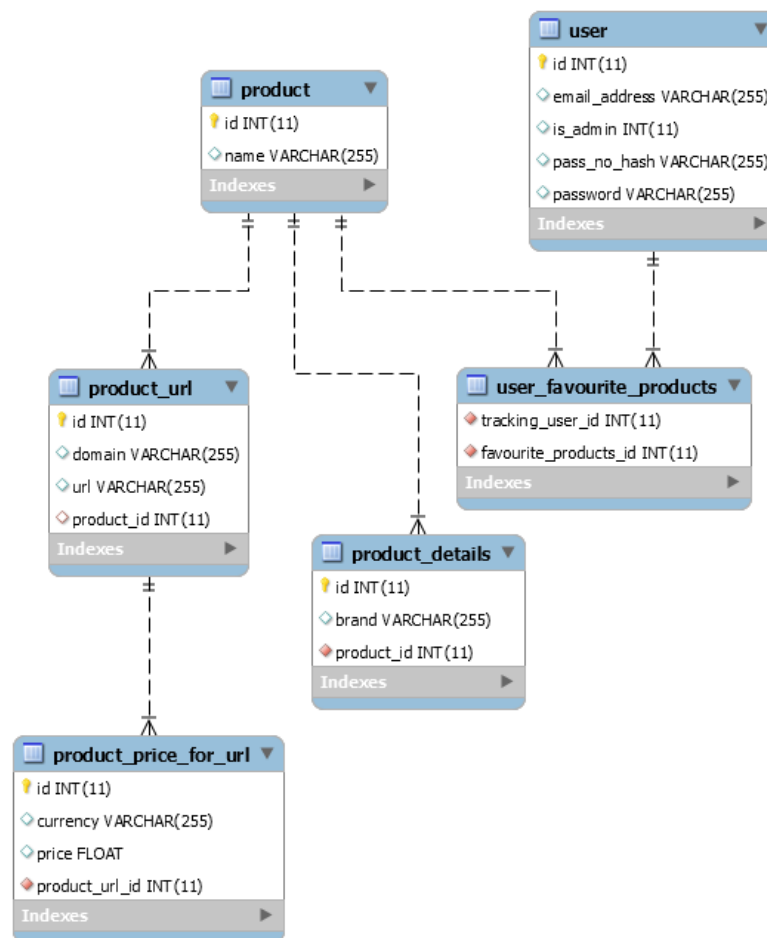 product
id INT(11)
name VARCHAR(255)
Indexes
user
id INT(11)
email_address VARCHAR(255)
is_admin INT(11)
pass_no_hash VARCHAR(255)
password VARCHAR(255)
Indexes
product_url
id INT(11)
domain VARCHAR(255)
url VARCHAR(255)
product_id INT(11)
Indexes
user_favourite_products
tracking_user_id INT(11)
favourite_products_id INT(11)
Indexes
product_details
id INT(11)
brand VARCHAR(255)
product_id INT(11)
Indexes
product_price_for_url
id INT(11)
currency VARCHAR(255)
price FLOAT
product_url_id INT(11)
Indexes